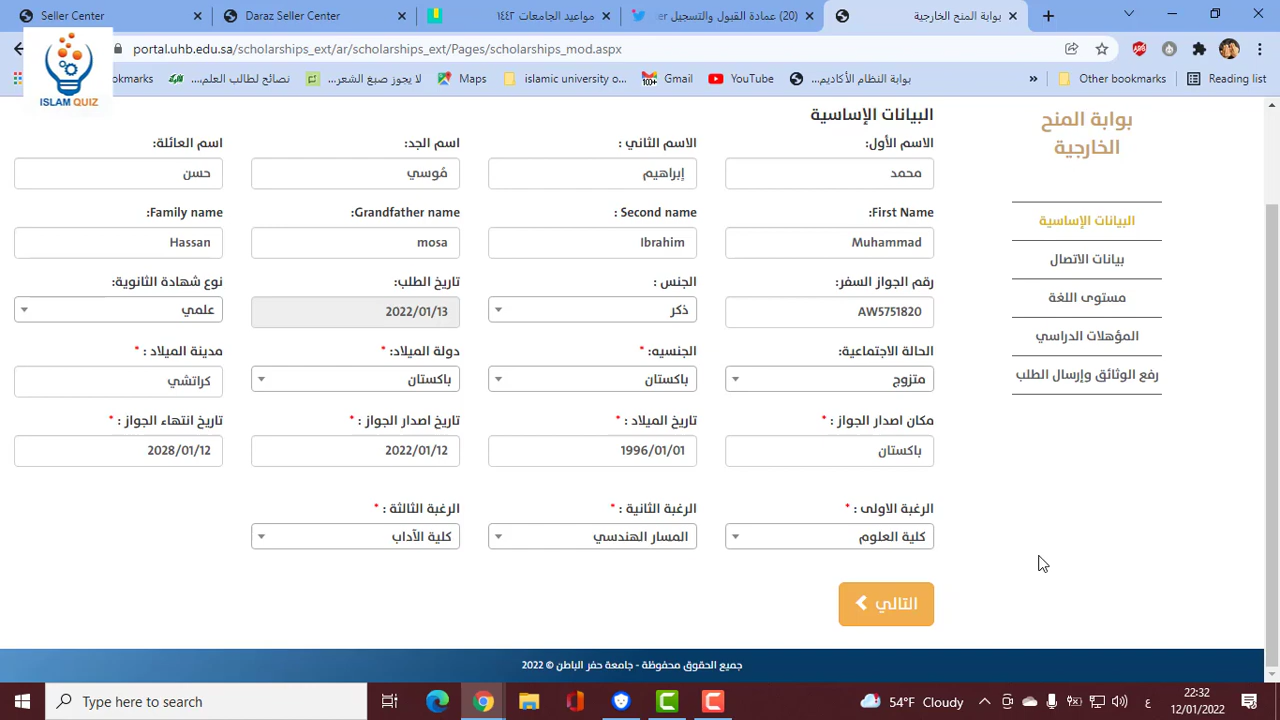 Seller Center
Daraz Seller Center
مواعيد الجامعات ١٤٤٣
(20) عمادة القبول والتسجيل
بوابة المنح الخارجية
portal.uhb.edu.sa/scholarships_ext/ar/scholarships_ext/Pages/scholarships_mod.aspx
ISLAM QUIZ
نصائح لطالب العلم...
لا يجوز صبغ الشعر...
Maps
islamic university o...
Gmail
YouTube
بوابة النظام الأكاديم...
»
Other bookmarks
Reading list
البيانات الإساسية
الاسم الأول:
الاسم الثاني :
اسم الجد:
اسم العائلة:
محمد
إبراهيم
مُوسي
حسن
First Name:
Second name :
Grandfather name:
Family name:
Muhammad
Ibrahim
mosa
Hassan
رقم الجواز السفر:
الجنس :
تاريخ الطلب:
نوع شهادة الثانوية:
AW5751820
ذكر
2022/01/13
علمي
الحالة الاجتماعية:
الجنسيه: *
دولة الميلاد: *
مدينة الميلاد : *
متزوج
باكستان
باكستان
كراتشي
مكان اصدار الجواز : *
تاريخ الميلاد : *
تاريخ اصدار الجواز : *
تاريخ انتهاء الجواز : *
باكستان
1996/01/01
2022/01/12
2028/01/12
الرغبة الاولى : *
الرغبة الثانية : *
الرغبة الثالثة : *
كلية العلوم
المسار الهندسي
كلية الآداب
التالي
بوابة المنح
الخارجية
البيانات الإساسية
بيانات الاتصال
مستوى اللغة
المؤهلات الدراسي
رفع الوثائق وإرسال الطلب
جميع الحقوق محفوظة - جامعة حفر الباطن © 2022
Type here to search
54°F Cloudy
ع
22:32
12/01/2022